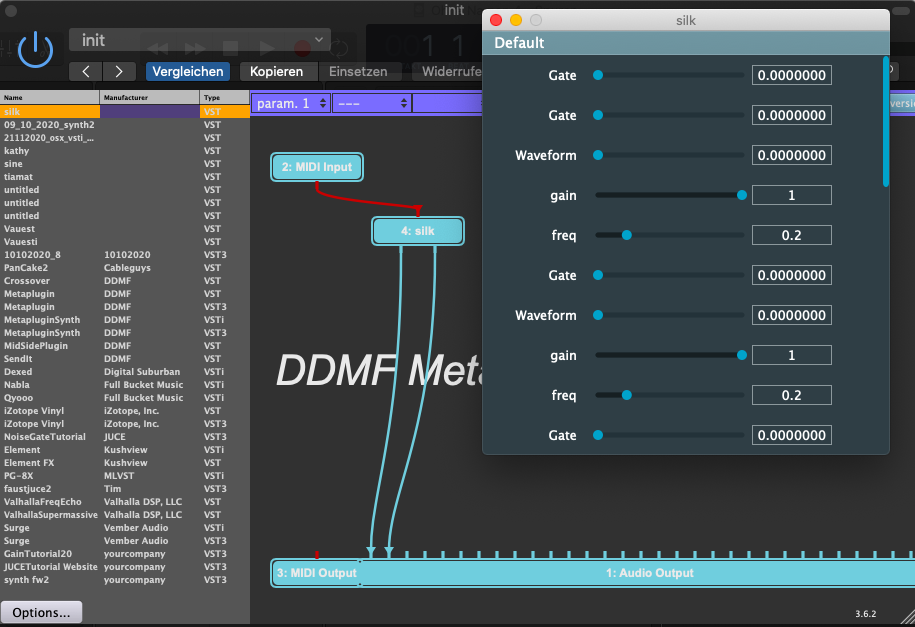 init
silk
init
Default
Vergleichen
Kopieren
Einsetzen
Widerrufe
Name Manufacturer Type
param. 1
---
versio
silk VST
09_10_2020_synth2 VST
21112020_osx_vsti_... VST
kathy VST
sine VST
tiamat VST
untitled VST
untitled VST
untitled VST
Vauest VST
Vauesti VST
10102020_8 10102020 VST3
PanCake2 Cableguys VST
Crossover DDMF VST
Metaplugin DDMF VST
Metaplugin DDMF VST3
MetapluginSynth DDMF VSTi
MetapluginSynth DDMF VST3
MidSidePlugin DDMF VST
SendIt DDMF VST
Dexed Digital Suburban VSTi
Nabla Full Bucket Music VSTi
Qyooo Full Bucket Music VSTi
iZotope Vinyl iZotope, Inc. VST
iZotope Vinyl iZotope, Inc. VST3
NoiseGateTutorial JUCE VST3
Element Kushview VSTi
Element FX Kushview VST
PG-8X MLVST VSTi
faustjuce2 Tim VST3
ValhallaFreqEcho Valhalla DSP, LLC VST
ValhallaSupermassive Valhalla DSP, LLC VST
Surge Vember Audio VSTi
Surge Vember Audio VST3
GainTutorial20 yourcompany VST3
JUCETutorial Website yourcompany VST3
synth fw2 yourcompany VST3
Options...
2: MIDI Input
4: silk
DDMF Meta
3: MIDI Output
1: Audio Output
3.6.2
Gate 0.0000000
Gate 0.0000000
Waveform 0.0000000
gain 1
freq 0.2
Gate 0.0000000
Waveform 0.0000000
gain 1
freq 0.2
Gate 0.0000000